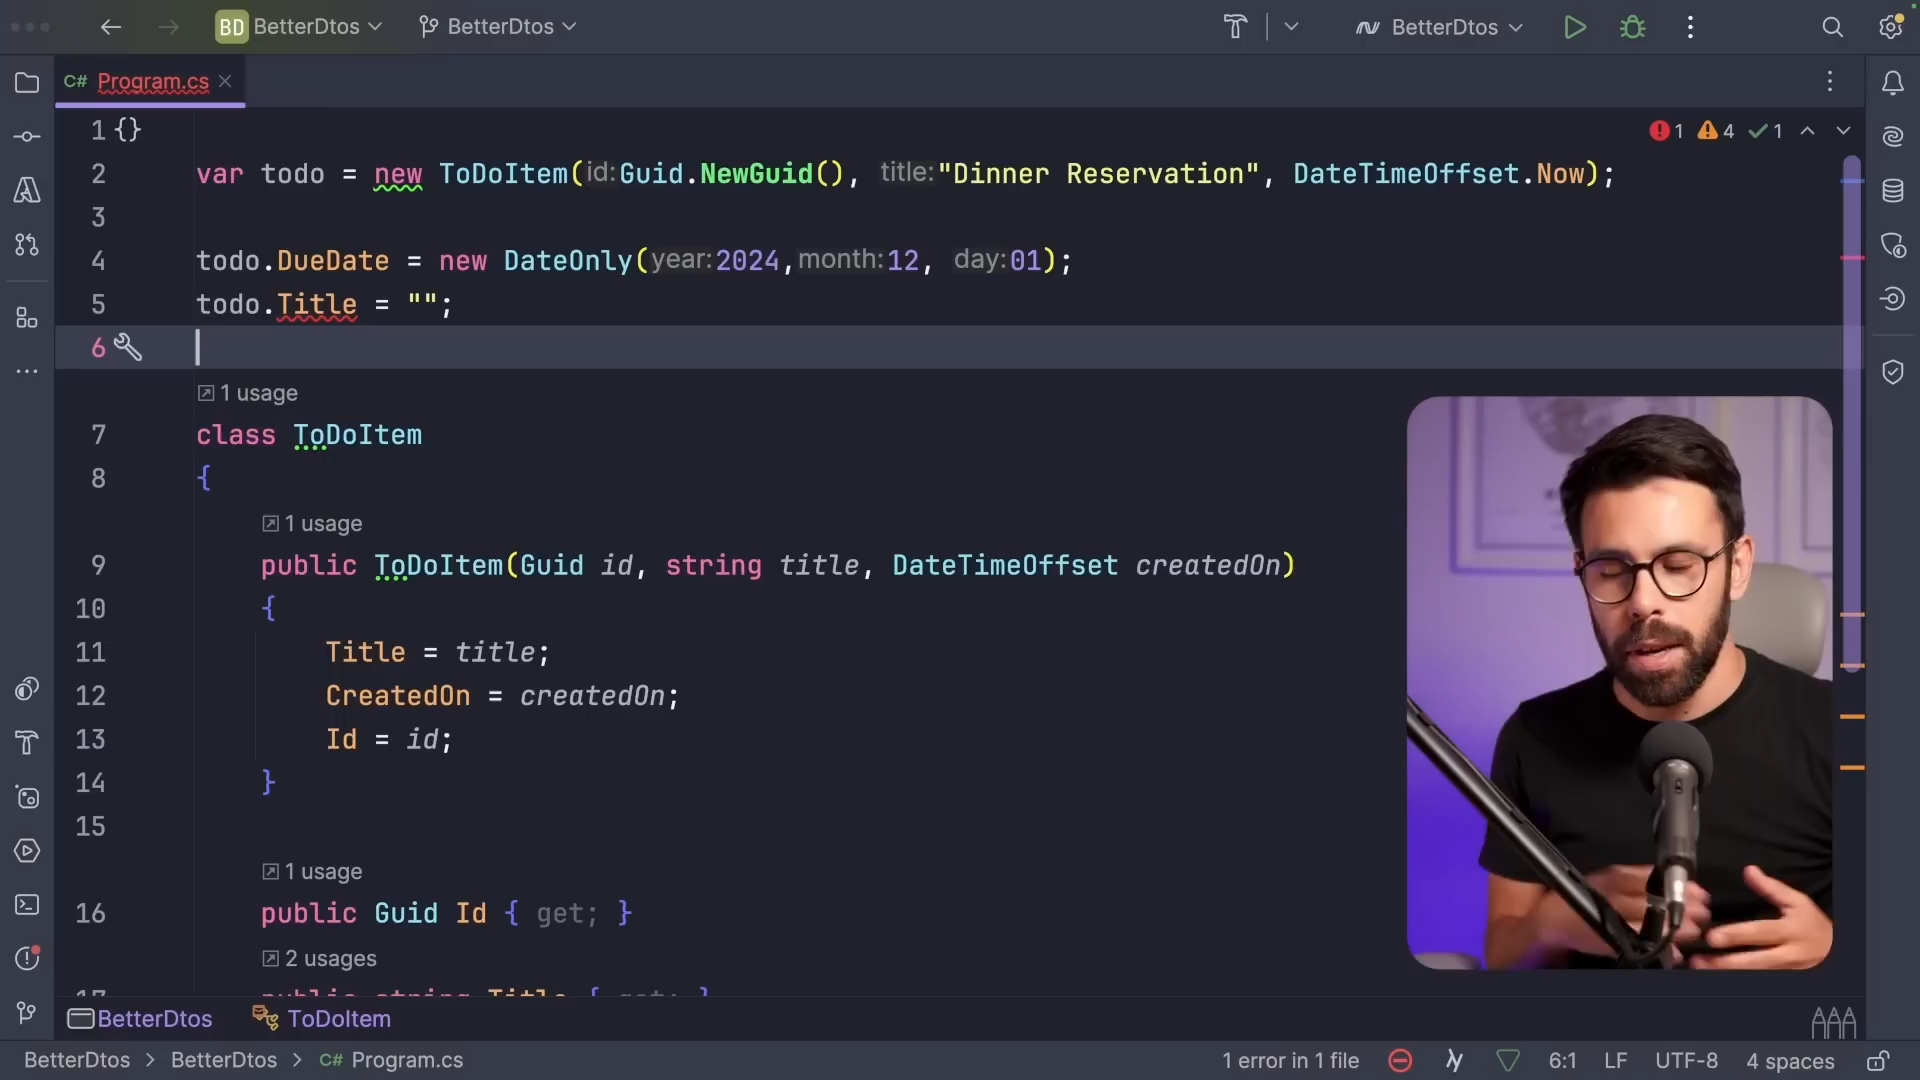 BD BetterDtos BetterDtos BetterDtos
C# Program.cs
1 {} 1 4 1
2 var todo = new ToDoItem(id:Guid.NewGuid(), title:"Dinner Reservation", DateTimeOffset.Now);
3
4 todo.DueDate = new DateOnly(year:2024,month:12, day:01);
5 todo.Title = "";
6
1 usage
7 class ToDoItem
8 {
1 usage
9 public ToDoItem(Guid id, string title, DateTimeOffset createdOn)
10 {
11 Title = title;
12 CreatedOn = createdOn;
13 Id = id;
14 }
15
1 usage
16 public Guid Id { get; }
2 usages
17 public string Title { get; }
BetterDtos ToDoItem
BetterDtos > BetterDtos > C# Program.cs 1 error in 1 file 6:1 LF UTF-8 4 spaces